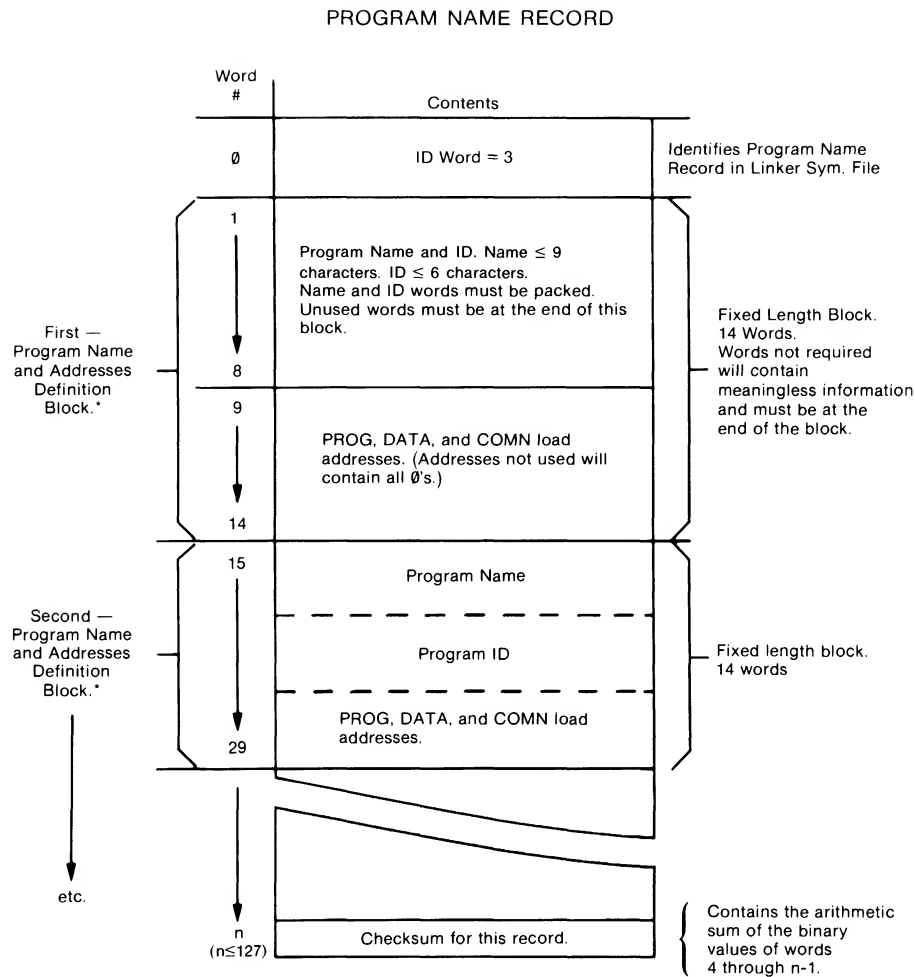 PROGRAM NAME RECORD
Word
#
Contents
Ø
ID Word = 3
Identifies Program Name
Record in Linker Sym. File
1
Program Name and ID. Name ≤ 9
characters. ID ≤ 6 characters.
Name and ID words must be packed.
Unused words must be at the end of this
block.
8
First —
Program Name
and Addresses
Definition
Block.*
Fixed Length Block.
14 Words.
Words not required
will contain
meaningless information
and must be at the
end of the block.
9
PROG, DATA, and COMN load
addresses. (Addresses not used will
contain all Ø's.)
14
15
Program Name
Second —
Program Name
and Addresses
Definition
Block.*
Program ID
Fixed length block.
14 words
PROG, DATA, and COMN load
addresses.
29
etc.
n
(n≤127)
Checksum for this record.
Contains the arithmetic
sum of the binary
values of words
4 through n-1.